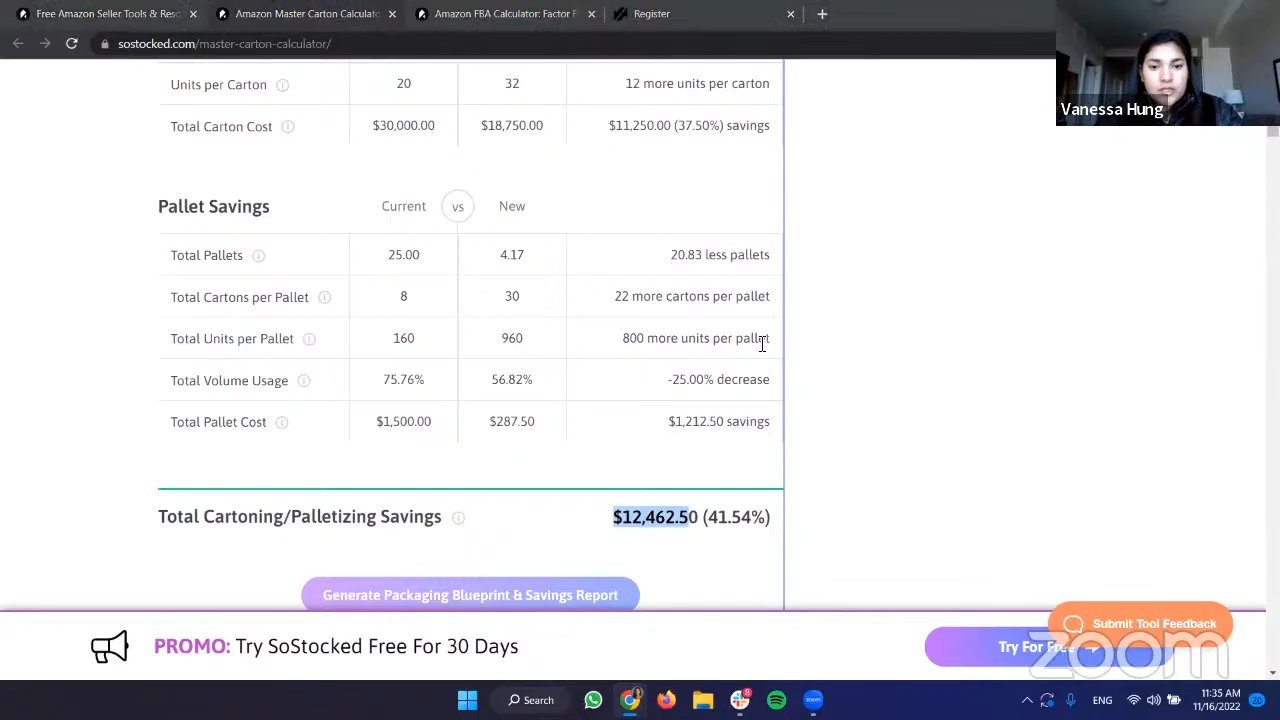 Free Amazon Seller Tools & Reso
Amazon Master Carton Calculato
Amazon FBA Calculator: Factor F
Register
sostocked.com/master-carton-calculator/
Vanessa Hung
Units per Carton 20 32 12 more units per carton
Total Carton Cost $30,000.00 $18,750.00 $11,250.00 (37.50%) savings
Pallet Savings Current vs New
Total Pallets 25.00 4.17 20.83 less pallets
Total Cartons per Pallet 8 30 22 more cartons per pallet
Total Units per Pallet 160 960 800 more units per pallet
Total Volume Usage 75.76% 56.82% -25.00% decrease
Total Pallet Cost $1,500.00 $287.50 $1,212.50 savings
Total Cartoning/Palletizing Savings $12,462.50 (41.54%)
Generate Packaging Blueprint & Savings Report
Submit Tool Feedback
PROMO: Try SoStocked Free For 30 Days
Try For Free
zoom
Search
8
zoom
ENG
11:35 AM
11/16/2022
20